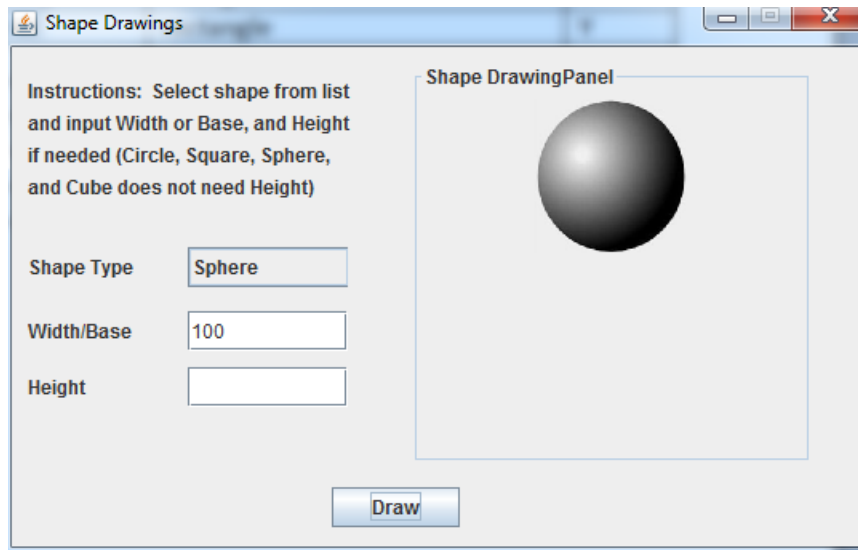 Shape Drawings
Instructions:  Select shape from list
and input Width or Base, and Height
if needed (Circle, Square, Sphere,
and Cube does not need Height)
Shape DrawingPanel
Shape Type
Sphere
Width/Base
100
Height
Draw